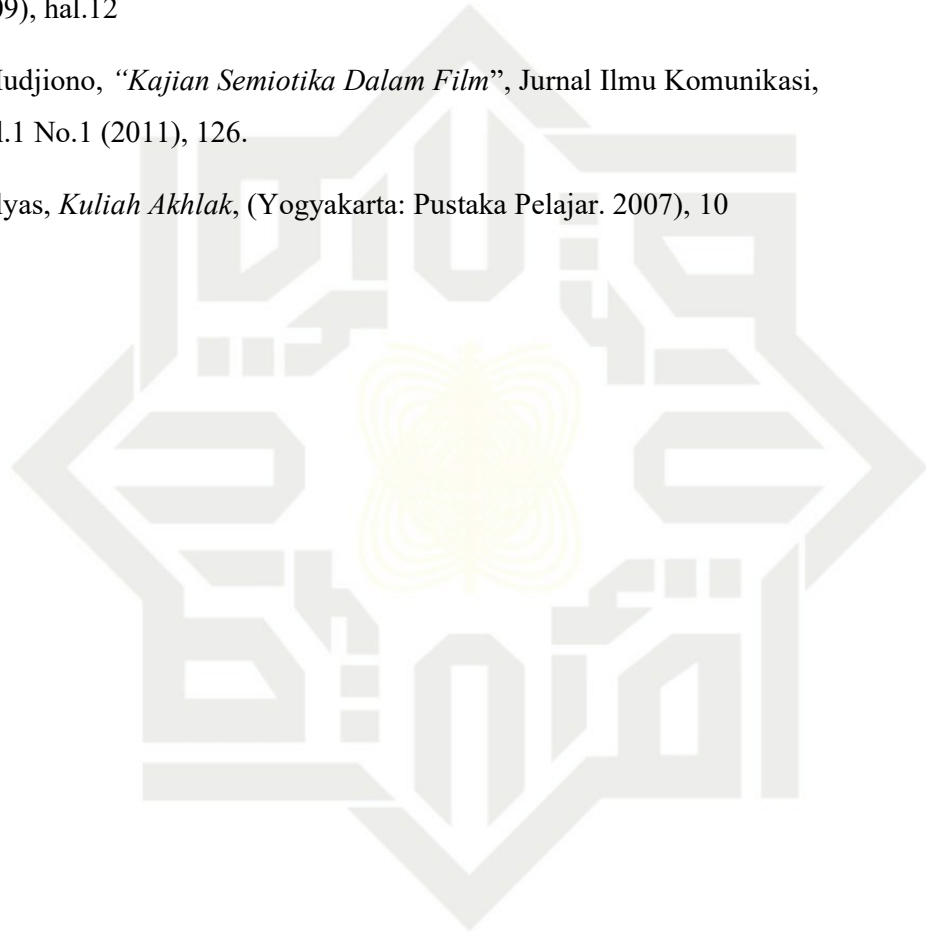 09), hal.12
udjiono, “Kajian Semiotika Dalam Film”, Jurnal Ilmu Komunikasi,
l.1 No.1 (2011), 126.
lyas, Kuliah Akhlak, (Yogyakarta: Pustaka Pelajar. 2007), 10